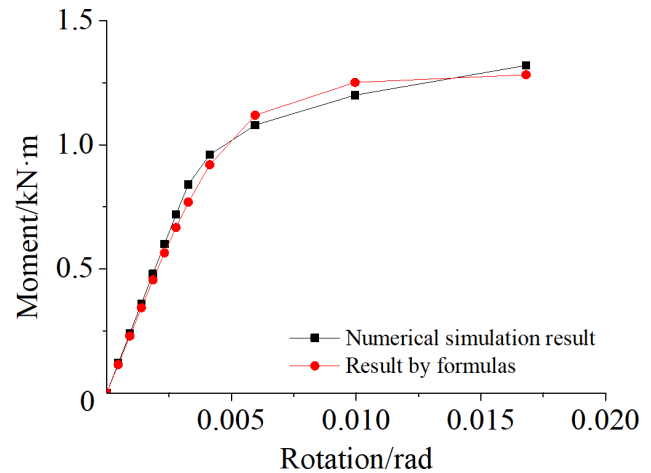 1.5
1.0
0.5
0
Moment/kN·m
Numerical simulation result
Result by formulas
0.005 0.010 0.015 0.020
Rotation/rad